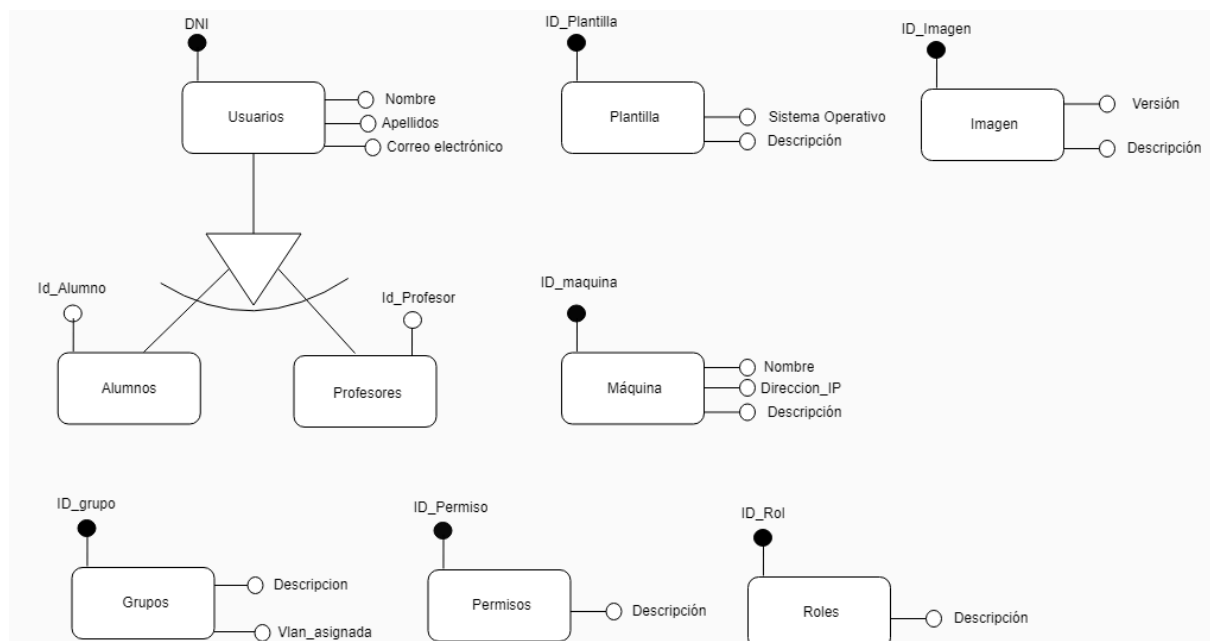 DNI
ID_Plantilla
ID_Imagen
Usuarios
Nombre
Apellidos
Correo electrónico
Plantilla
Sistema Operativo
Descripción
Imagen
Versión
Descripción
Id_Alumno
Id_Profesor
ID_maquina
Alumnos
Profesores
Máquina
Nombre
Direccion_IP
Descripción
ID_grupo
ID_Permiso
ID_Rol
Grupos
Descripcion
Vlan_asignada
Permisos
Descripción
Roles
Descripción